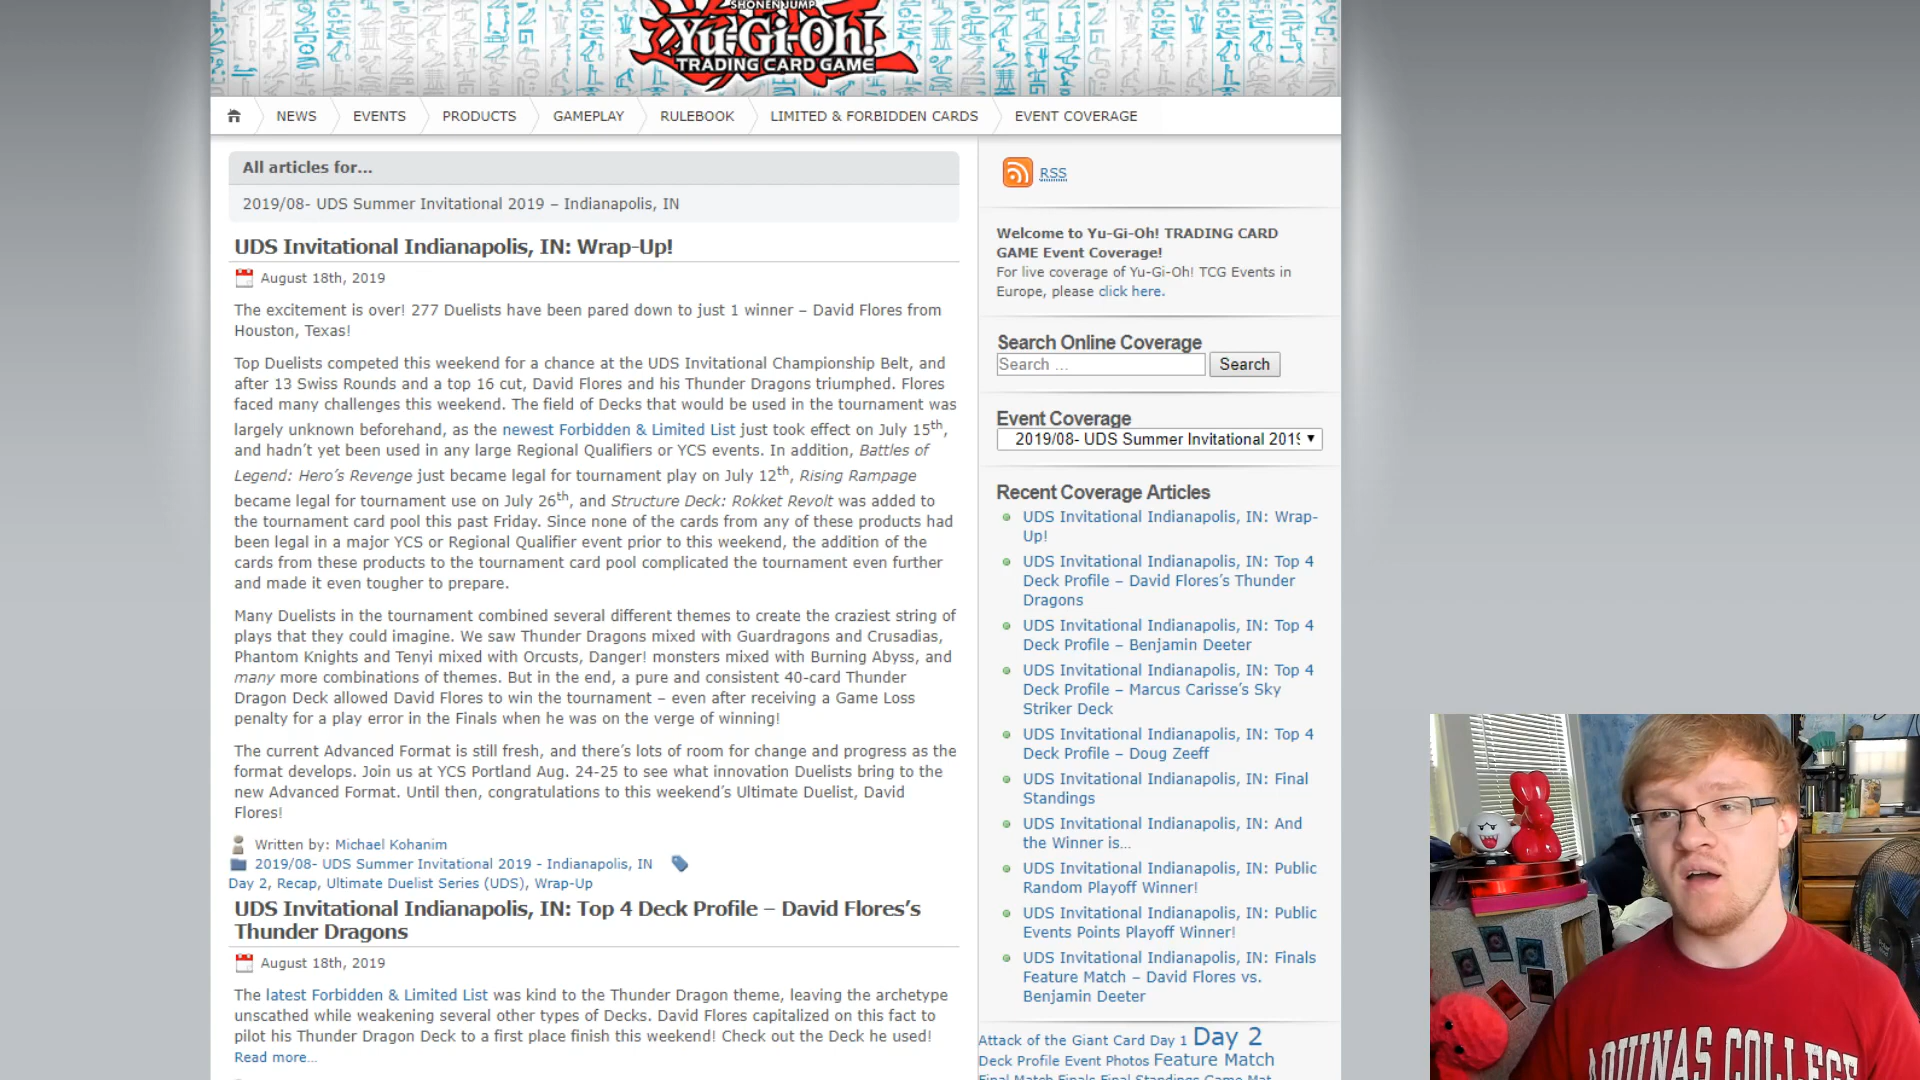 SHONEN JUMP
Yu-Gi-Oh!
TRADING CARD GAME
NEWS
EVENTS
PRODUCTS
GAMEPLAY
RULEBOOK
LIMITED & FORBIDDEN CARDS
EVENT COVERAGE
All articles for...
2019/08- UDS Summer Invitational 2019 – Indianapolis, IN
UDS Invitational Indianapolis, IN: Wrap-Up!
August 18th, 2019
The excitement is over! 277 Duelists have been pared down to just 1 winner – David Flores from
Houston, Texas!
Top Duelists competed this weekend for a chance at the UDS Invitational Championship Belt, and
after 13 Swiss Rounds and a top 16 cut, David Flores and his Thunder Dragons triumphed. Flores
faced many challenges this weekend. The field of Decks that would be used in the tournament was
largely unknown beforehand, as the newest Forbidden & Limited List just took effect on July 15th,
and hadn't yet been used in any large Regional Qualifiers or YCS events. In addition, Battles of
Legend: Hero's Revenge just became legal for tournament play on July 12th, Rising Rampage
became legal for tournament use on July 26th, and Structure Deck: Rokket Revolt was added to
the tournament card pool this past Friday. Since none of the cards from any of these products had
been legal in a major YCS or Regional Qualifier event prior to this weekend, the addition of the
cards from these products to the tournament card pool complicated the tournament even further
and made it even tougher to prepare.
Many Duelists in the tournament combined several different themes to create the craziest string of
plays that they could imagine. We saw Thunder Dragons mixed with Guardragons and Crusadias,
Phantom Knights and Tenyi mixed with Orcusts, Danger! monsters mixed with Burning Abyss, and
many more combinations of themes. But in the end, a pure and consistent 40-card Thunder
Dragon Deck allowed David Flores to win the tournament – even after receiving a Game Loss
penalty for a play error in the Finals when he was on the verge of winning!
The current Advanced Format is still fresh, and there's lots of room for change and progress as the
format develops. Join us at YCS Portland Aug. 24-25 to see what innovation Duelists bring to the
new Advanced Format. Until then, congratulations to this weekend's Ultimate Duelist, David
Flores!
Written by: Michael Kohanim
2019/08- UDS Summer Invitational 2019 - Indianapolis, IN
Day 2, Recap, Ultimate Duelist Series (UDS), Wrap-Up
UDS Invitational Indianapolis, IN: Top 4 Deck Profile – David Flores's
Thunder Dragons
August 18th, 2019
The latest Forbidden & Limited List was kind to the Thunder Dragon theme, leaving the archetype
unscathed while weakening several other types of Decks. David Flores capitalized on this fact to
pilot his Thunder Dragon Deck to a first place finish this weekend! Check out the Deck he used!
Read more...
RSS
Welcome to Yu-Gi-Oh! TRADING CARD
GAME Event Coverage!
For live coverage of Yu-Gi-Oh! TCG Events in
Europe, please click here.
Search Online Coverage
Search ...
Search
Event Coverage
2019/08- UDS Summer Invitational 201
Recent Coverage Articles
UDS Invitational Indianapolis, IN: Wrap-
Up!
UDS Invitational Indianapolis, IN: Top 4
Deck Profile – David Flores's Thunder
Dragons
UDS Invitational Indianapolis, IN: Top 4
Deck Profile – Benjamin Deeter
UDS Invitational Indianapolis, IN: Top 4
Deck Profile – Marcus Carisse's Sky
Striker Deck
UDS Invitational Indianapolis, IN: Top 4
Deck Profile – Doug Zeeff
UDS Invitational Indianapolis, IN: Final
Standings
UDS Invitational Indianapolis, IN: And
the Winner is...
UDS Invitational Indianapolis, IN: Public
Random Playoff Winner!
UDS Invitational Indianapolis, IN: Public
Events Points Playoff Winner!
UDS Invitational Indianapolis, IN: Finals
Feature Match – David Flores vs.
Benjamin Deeter
Attack of the Giant Card Day 1 Day 2
Deck Profile Event Photos Feature Match
Final Match Finals Final Standings Game Mat
AQUINAS COLLEGE